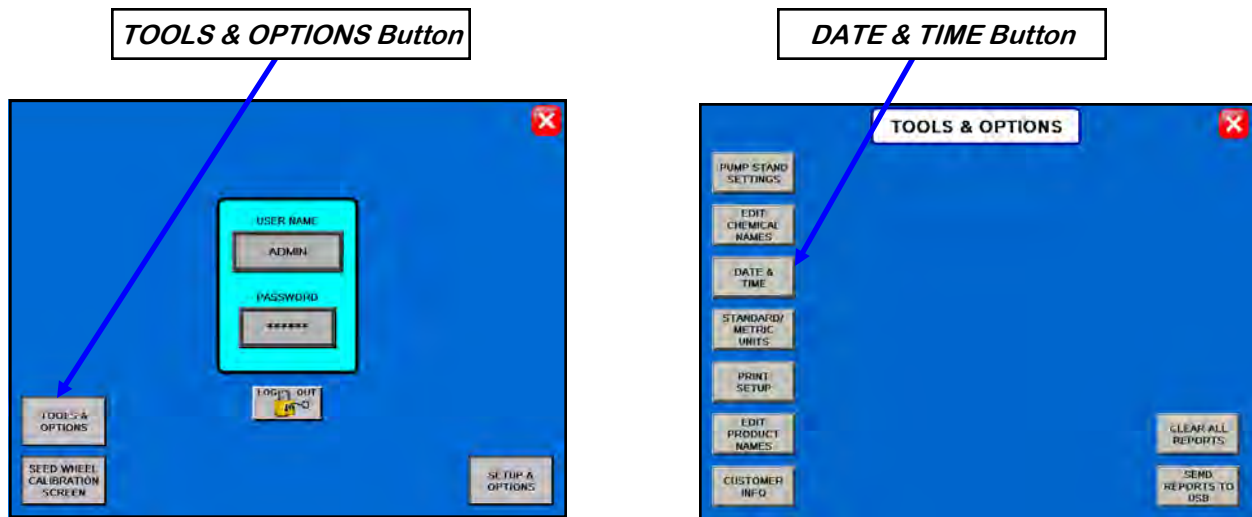 TOOLS & OPTIONS Button
USER NAME
ADMIN
PASSWORD
******
LOG OUT
TOOLS &
OPTIONS
SEED WHEEL
CALIBRATION
SCREEN
SETUP &
OPTIONS
DATE & TIME Button
TOOLS & OPTIONS
PUMP STAND
SETTINGS
EDIT
CHEMICAL
NAMES
DATE &
TIME
STANDARD/
METRIC
UNITS
PRINT
SETUP
EDIT
PRODUCT
NAMES
CUSTOMER
INFO
CLEAR ALL
REPORTS
SEND
REPORTS TO
USB